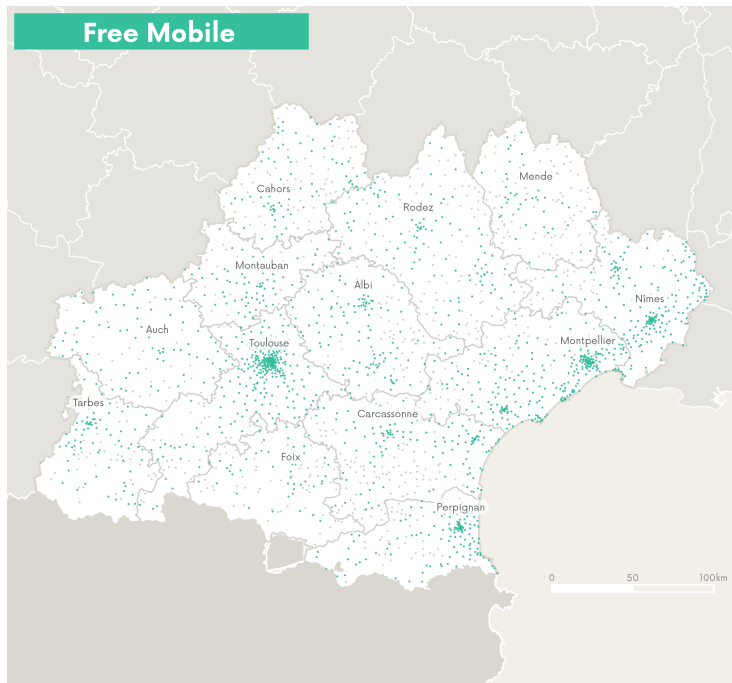 Free Mobile
Mende
Cahors
Rodez
Montauban
Albi
Nîmes
Auch
Toulouse
Montpellier
Tarbes
Carcassonne
Foix
Perpignan
0 50 100km